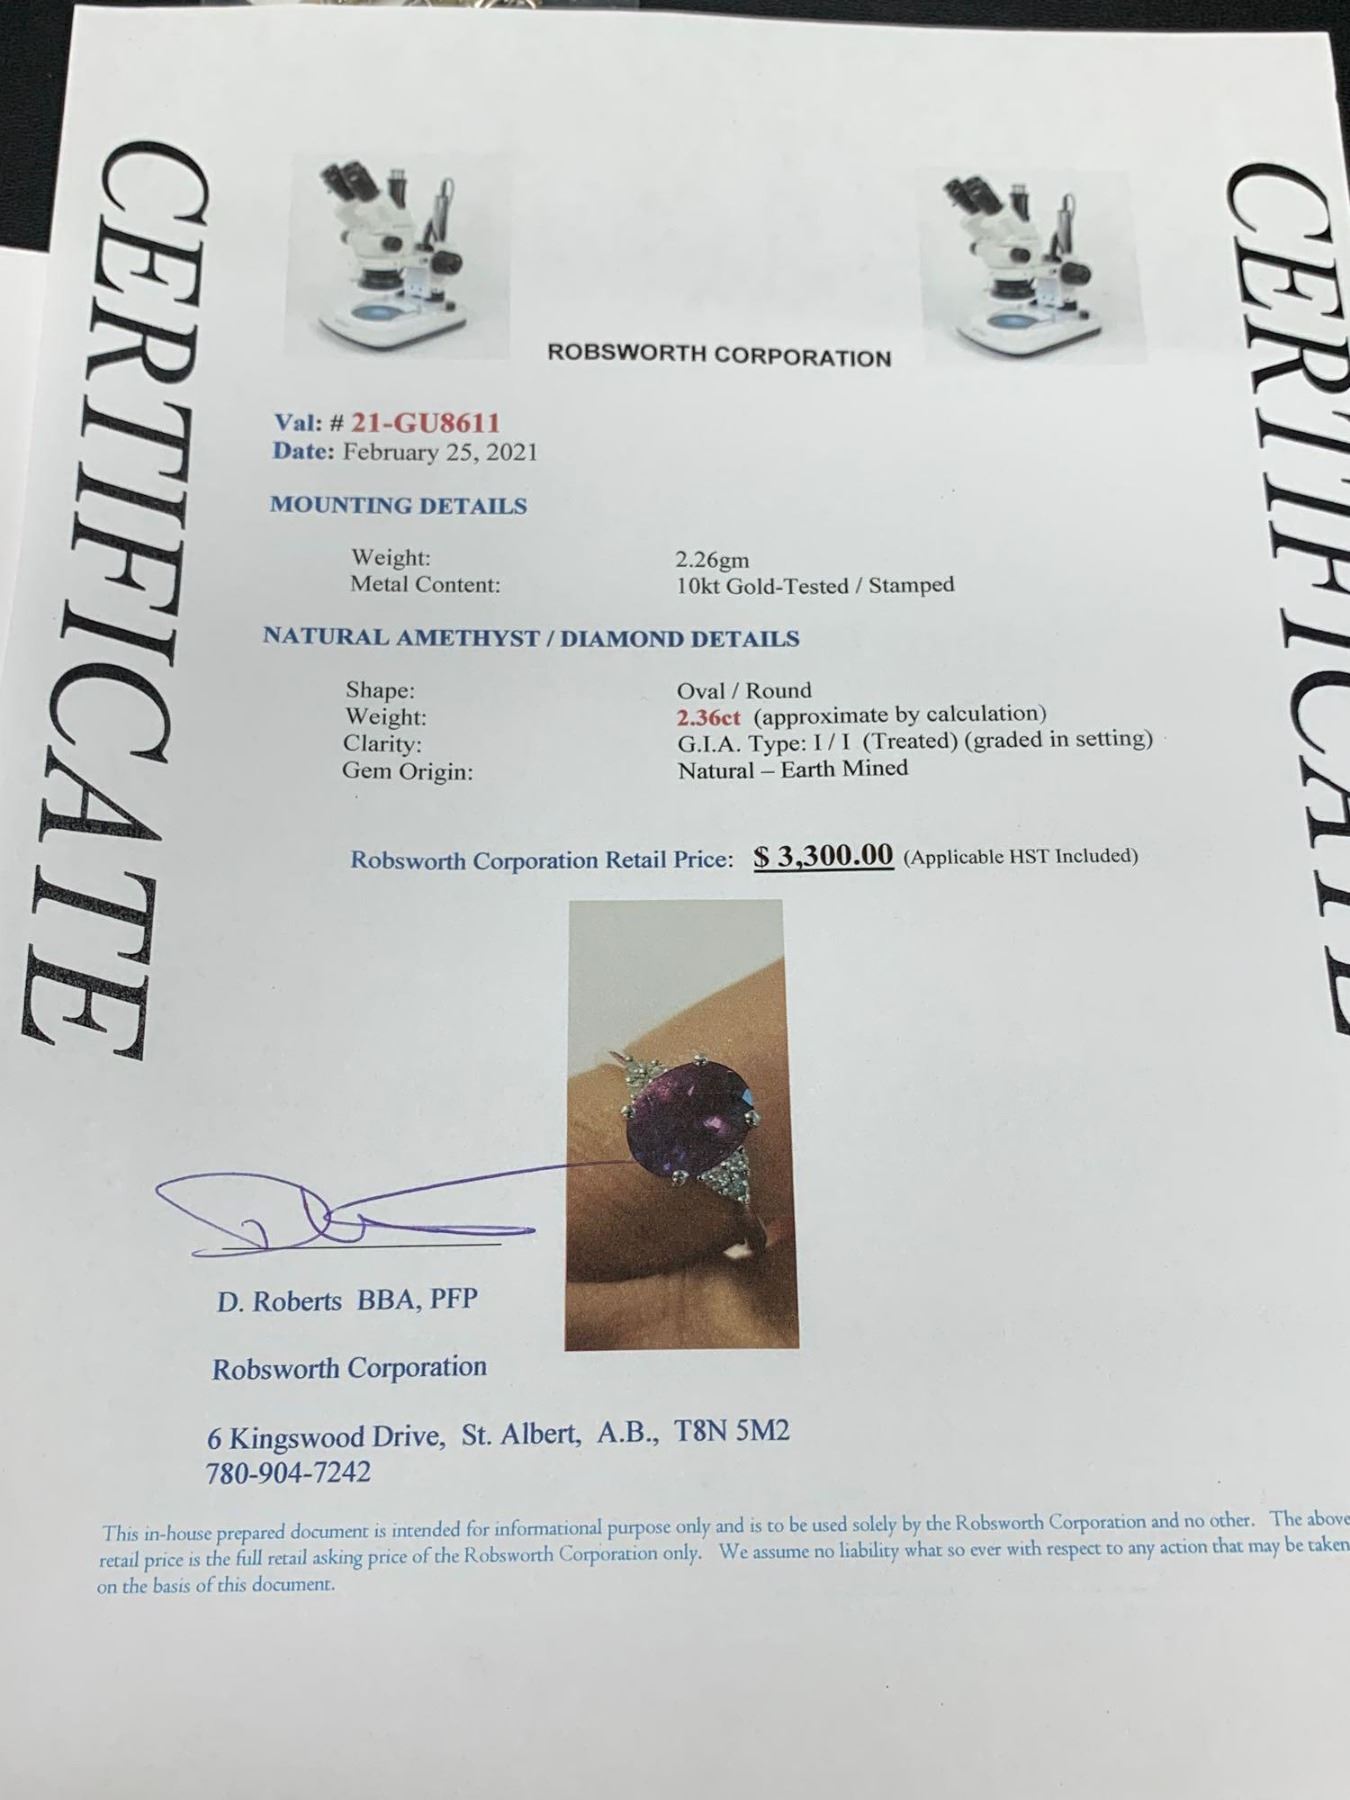 CERTIFICATE
CERTIFICATE
ROBSWORTH CORPORATION
Val: # 21-GU8611
Date: February 25, 2021
MOUNTING DETAILS
Weight: 2.26gm
Metal Content: 10kt Gold-Tested / Stamped
NATURAL AMETHYST / DIAMOND DETAILS
Shape: Oval / Round
Weight: 2.36ct (approximate by calculation)
Clarity: G.I.A. Type: I / I (Treated) (graded in setting)
Gem Origin: Natural – Earth Mined
Robsworth Corporation Retail Price: $ 3,300.00 (Applicable HST Included)
D. Roberts BBA, PFP
Robsworth Corporation
6 Kingswood Drive, St. Albert, A.B., T8N 5M2
780-904-7242
This in-house prepared document is intended for informational purpose only and is to be used solely by the Robsworth Corporation and no other. The above
retail price is the full retail asking price of the Robsworth Corporation only. We assume no liability what so ever with respect to any action that may be taken
on the basis of this document.